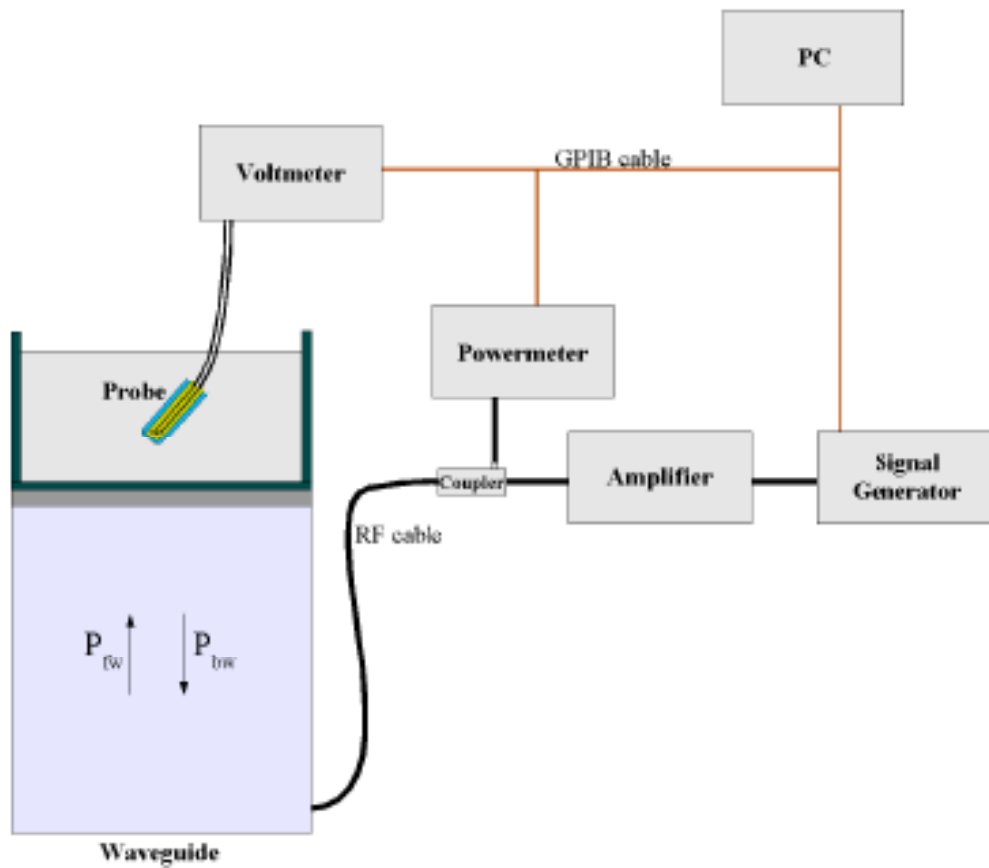 PC
Voltmeter
GPIB cable
Powermeter
Probe
Coupler
Amplifier
Signal
Generator
RF cable
P fw
P bw
Waveguide